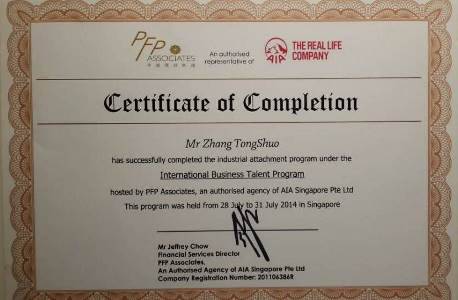 PFP
ASSOCIATES
An authorised
representative of
AIA
THE REAL LIFE
COMPANY
Certificate of Completion
Mr Zhang TongShuo
has successfully completed the industrial attachment program under the
International Business Talent Program
hosted by PFP Associates, an authorised agency of AIA Singapore Pte Ltd
This program was held from 28 July to 31 July 2014 in Singapore
Mr Jeffrey Chow
Financial Services Director
PFP Associates,
An Authorised Agency of AIA Singapore Pte Ltd
Company Registration Number: 201106386R